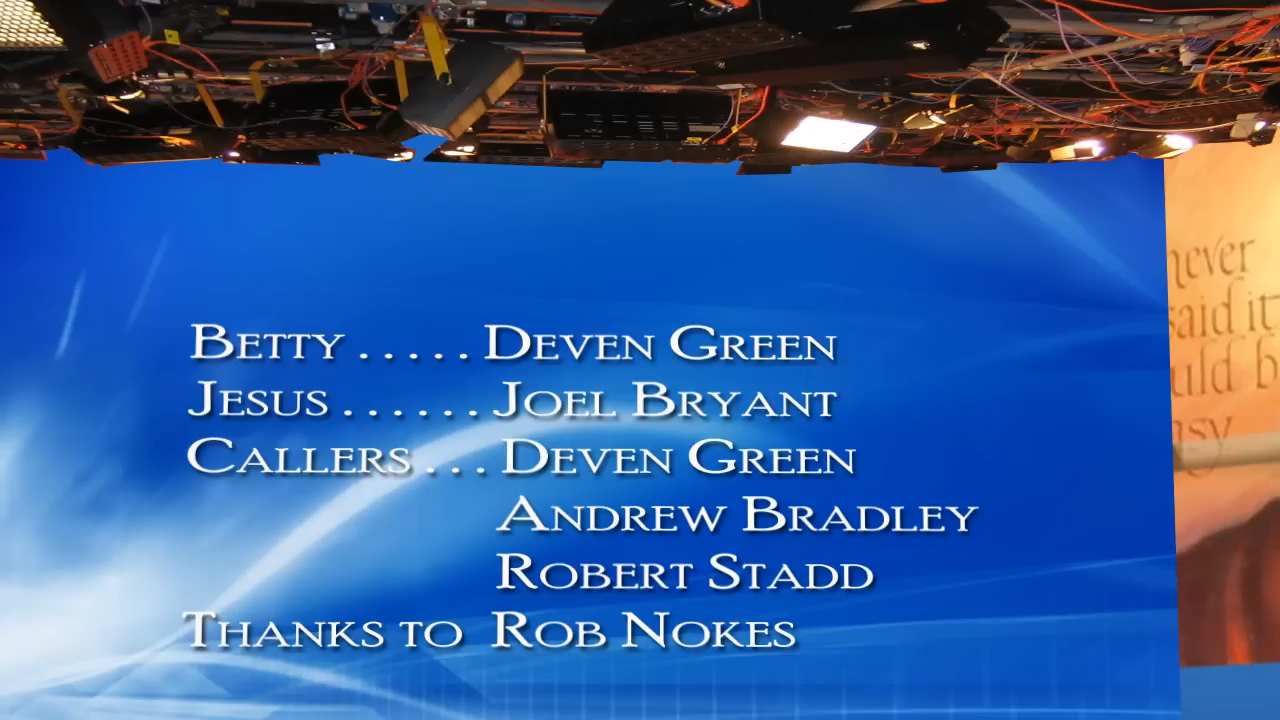 BETTY ..... DEVEN GREEN
JESUS ...... JOEL BRYANT
CALLERS ... DEVEN GREEN
ANDREW BRADLEY
ROBERT STADD
THANKS TO ROB NOKES
never
said it
uld b